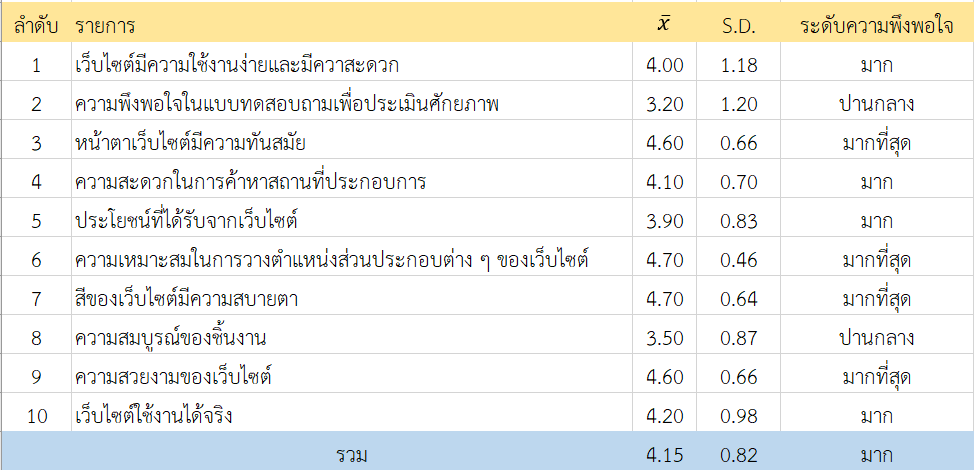 ลำดับ รายการ x̄ S.D. ระดับความพึงพอใจ
1 เว็บไซต์มีความใช้งานง่ายและมีควาสะดวก 4.00 1.18 มาก
2 ความพึงพอใจในแบบทดสอบถามเพื่อประเมินศักยภาพ 3.20 1.20 ปานกลาง
3 หน้าตาเว็บไซต์มีความทันสมัย 4.60 0.66 มากที่สุด
4 ความสะดวกในการค้าหาสถานที่ประกอบการ 4.10 0.70 มาก
5 ประโยชน์ที่ได้รับจากเว็บไซต์ 3.90 0.83 มาก
6 ความเหมาะสมในการวางตำแหน่งส่วนประกอบต่าง ๆ ของเว็บไซต์ 4.70 0.46 มากที่สุด
7 สีของเว็บไซต์มีความสบายตา 4.70 0.64 มากที่สุด
8 ความสมบูรณ์ของชิ้นงาน 3.50 0.87 ปานกลาง
9 ความสวยงามของเว็บไซต์ 4.60 0.66 มากที่สุด
10 เว็บไซต์ใช้งานได้จริง 4.20 0.98 มาก
รวม 4.15 0.82 มาก